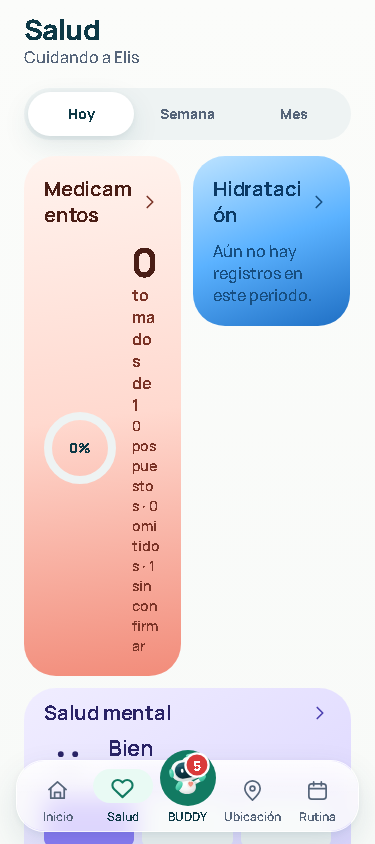 Salud
Cuidando a Elis
Hoy
Semana
Mes
Medicam
entos
0
to
ma
do
s
de
1
0
pos
pue
sto
s · 0
omi
tido
s · 1
sin
con
firm
ar
0%
Hidrataci
ón
Aún no hay
registros en
este periodo.
Salud mental
Bien
5
Inicio
Salud
BUDDY
Ubicación
Rutina